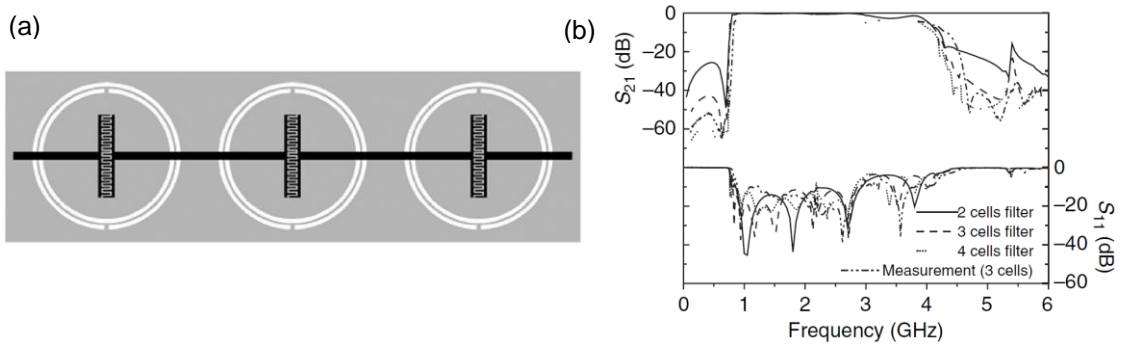 (a)
(b)
0
−20
−40
−60
S21 (dB)
0
−20
−40
−60
S11 (dB)
2 cells filter
3 cells filter
4 cells filter
Measurement (3 cells)
0 1 2 3 4 5 6
Frequency (GHz)